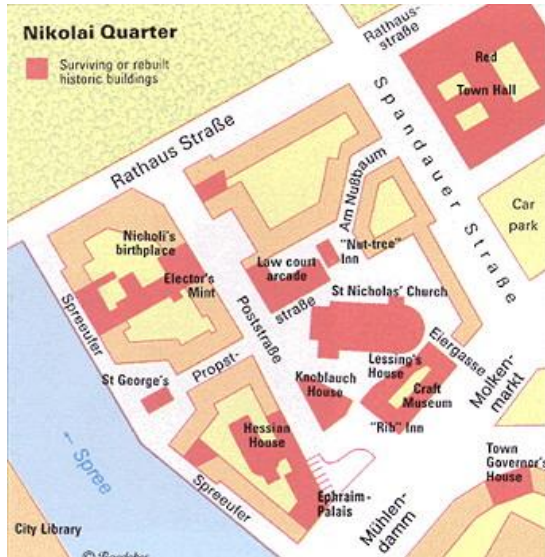 Nikolai Quarter
Surviving or rebuilt
historic buildings
Rathaus-
straße
Red
Town Hall
Rathaus Straße
Spandauer Straße
Am Nußbaum
Car
park
Nicholi's
birthplace
Elector's
Mint
Law court
arcade
"Nut-tree"
Inn
St Nicholas' Church
Spreeufer
Poststraße
straße
Propst-
St George's
Lessing's
House
Eiergasse
Molken-
markt
Knoblauch
House
Craft
Museum
"Rib" Inn
Hessian
House
Town
Governor's
House
← Spree
Spreeufer
Ephraim-
Palais
Mühlen-
damm
City Library